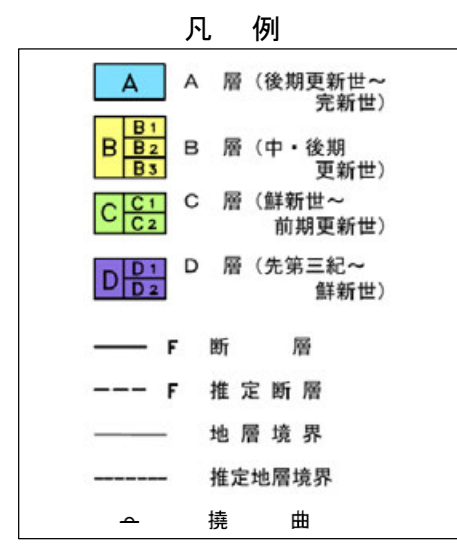 凡 例
A A 層（後期更新世～
完新世）
B B1 B2 B3 B 層（中・後期
更新世）
C C1 C2 C 層（鮮新世～
前期更新世）
D D1 D2 D 層（先第三紀～
鮮新世）
F 断 層
F 推 定 断 層
地 層 境 界
推定地層境界
撓 曲